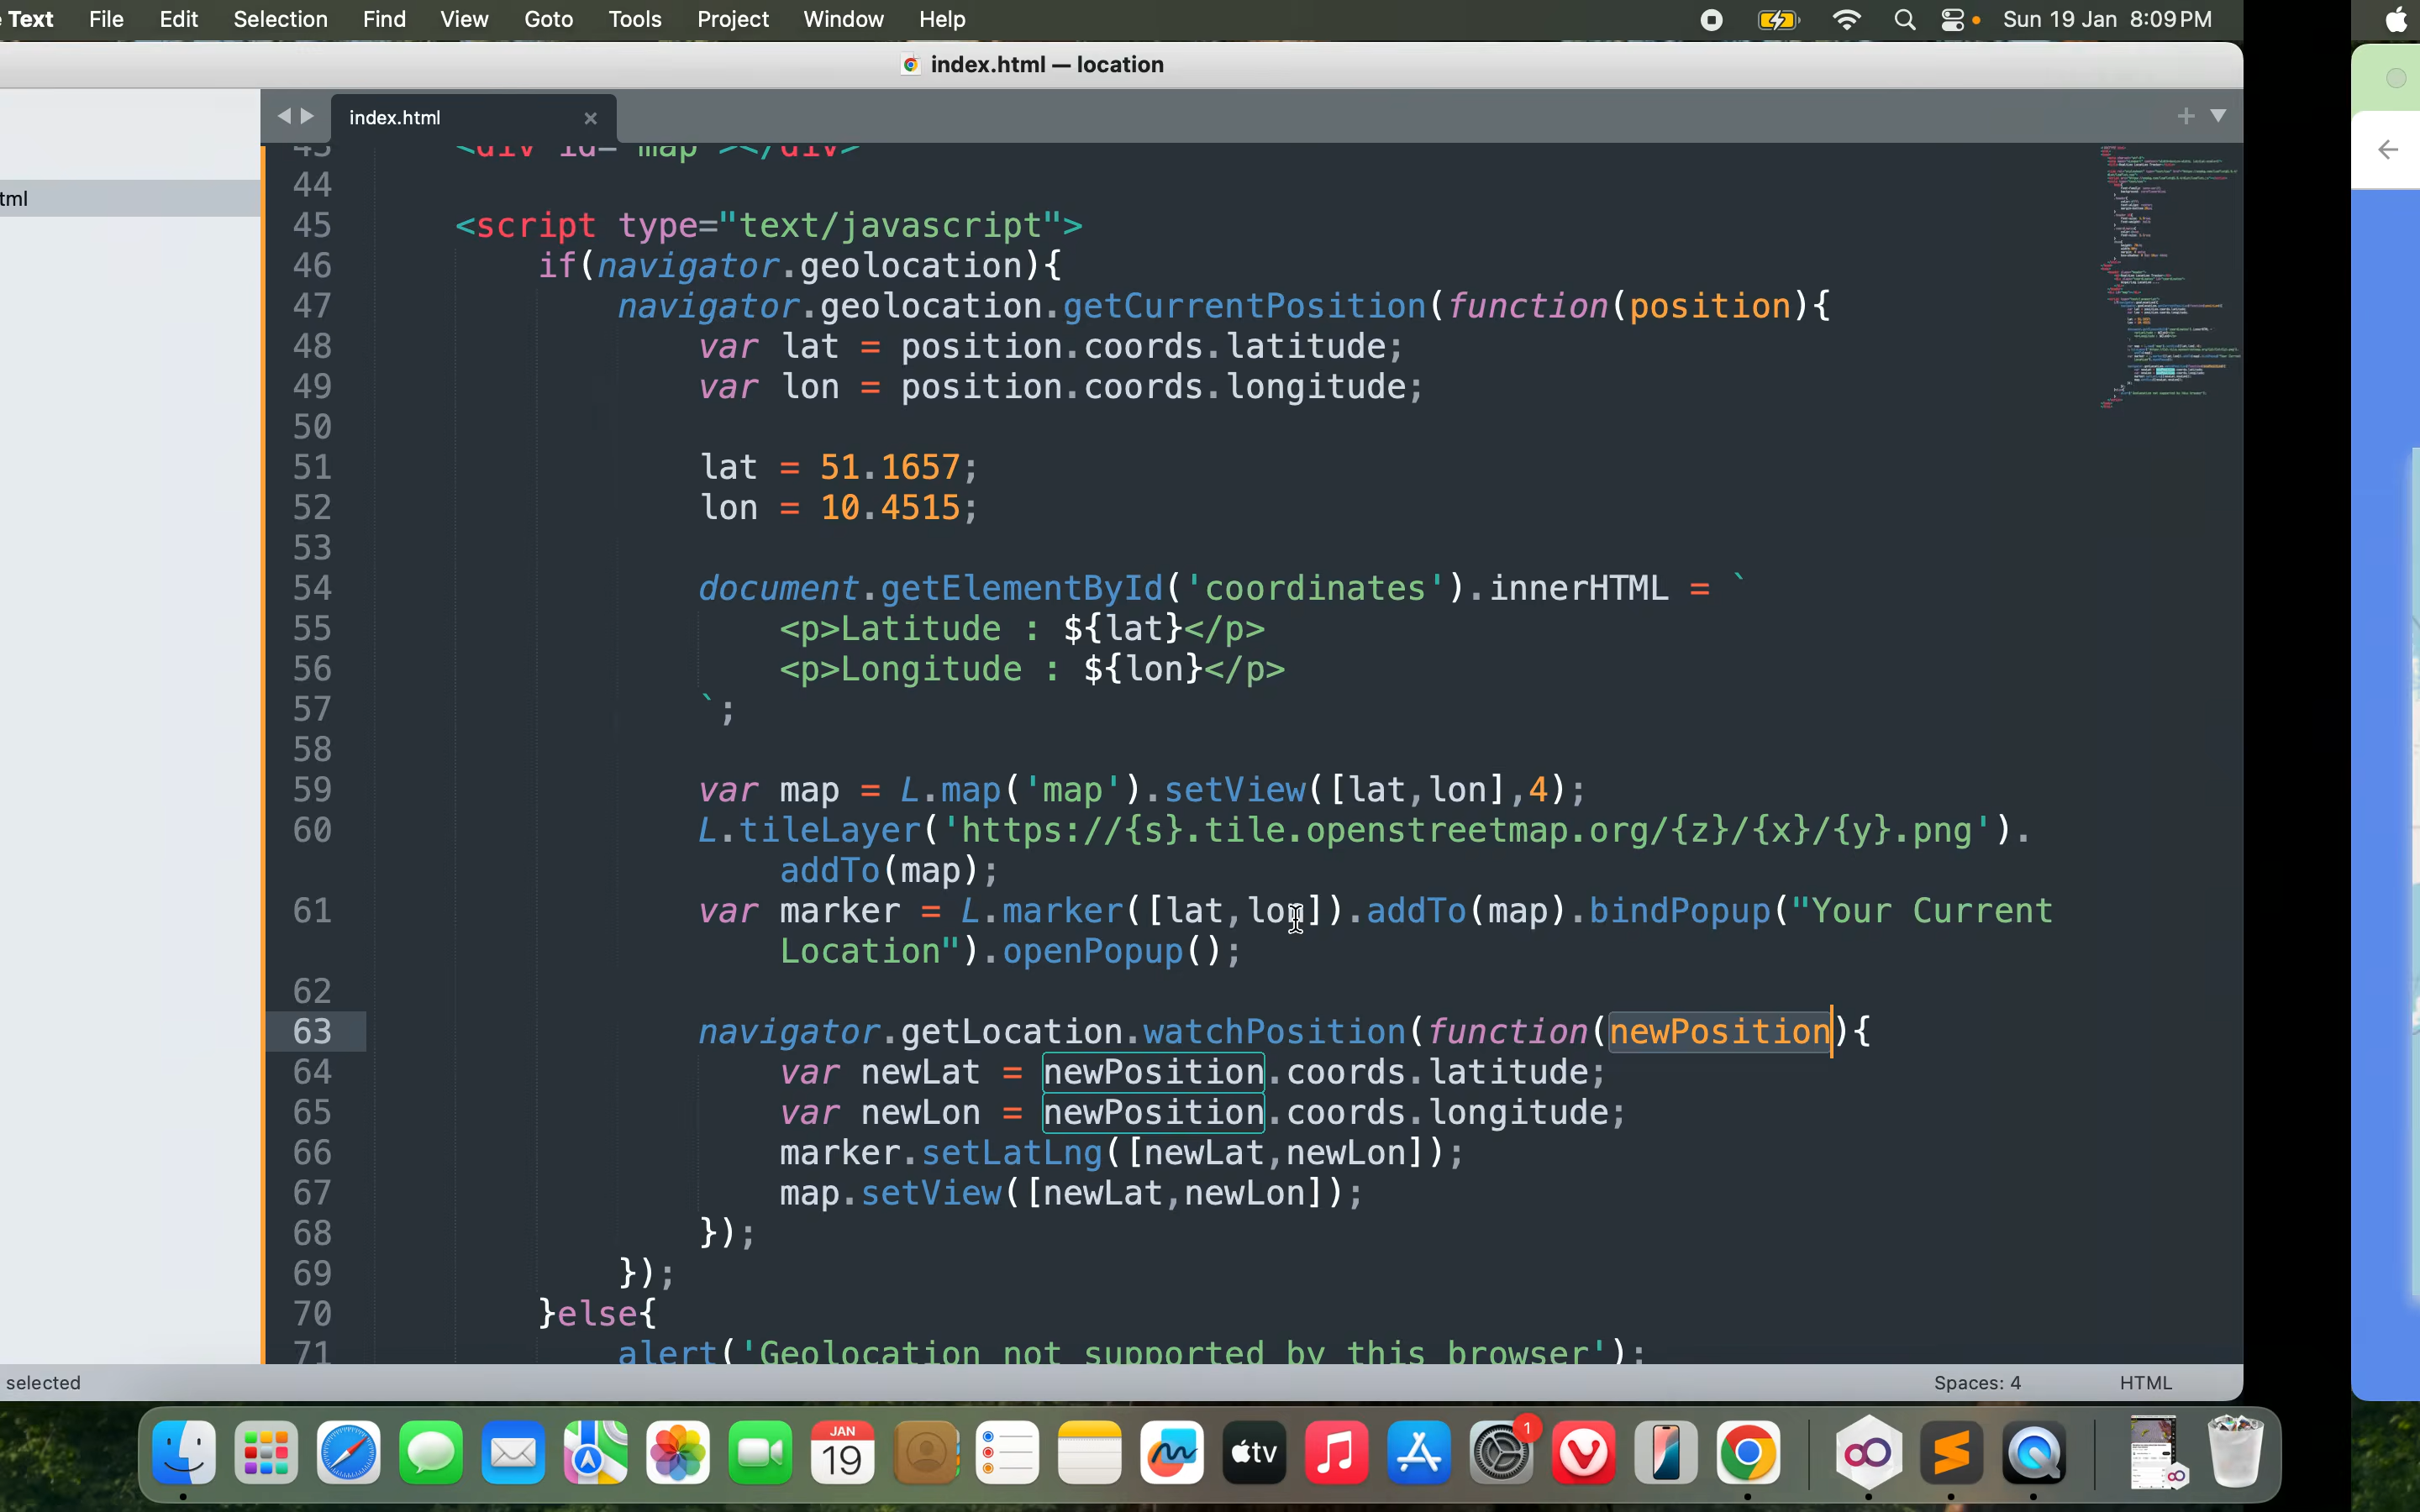 Text File Edit Selection Find View Goto Tools Project Window Help Sun 19 Jan 8:09 PM
index.html — location
index.html
tml
43 <div id="map"></div>
44
45 <script type="text/javascript">
46 if(navigator.geolocation){
47 navigator.geolocation.getCurrentPosition(function(position){
48 var lat = position.coords.latitude;
49 var lon = position.coords.longitude;
50
51 lat = 51.1657;
52 lon = 10.4515;
53
54 document.getElementById('coordinates').innerHTML = `
55 <p>Latitude : ${lat}</p>
56 <p>Longitude : ${lon}</p>
57 `;
58
59 var map = L.map('map').setView([lat,lon],4);
60 L.tileLayer('https://{s}.tile.openstreetmap.org/{z}/{x}/{y}.png').
addTo(map);
61 var marker = L.marker([lat,lon]).addTo(map).bindPopup("Your Current
Location").openPopup();
62
63 navigator.getLocation.watchPosition(function(newPosition){
64 var newLat = newPosition.coords.latitude;
65 var newLon = newPosition.coords.longitude;
66 marker.setLatLng([newLat,newLon]);
67 map.setView([newLat,newLon]);
68 });
69 });
70 }else{
71 alert('Geolocation not supported by this browser');
selected Spaces: 4 HTML
JAN
19
tv
1